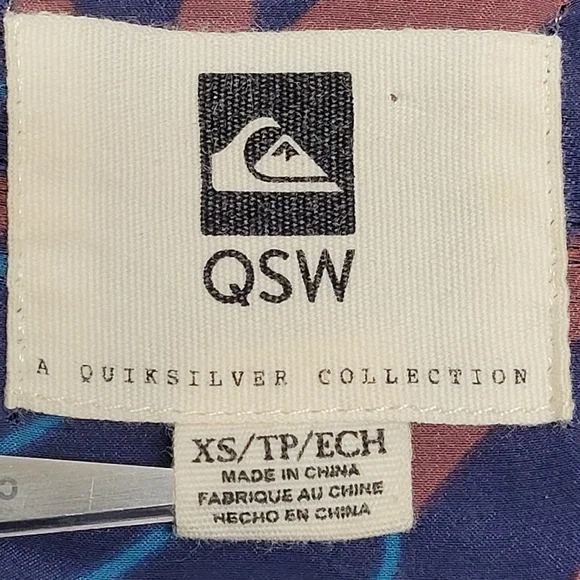 QSW
A QUIKSILVER COLLECTION
XS/TP/ECH
MADE IN CHINA
FABRIQUE AU CHINE
HECHO EN CHINA